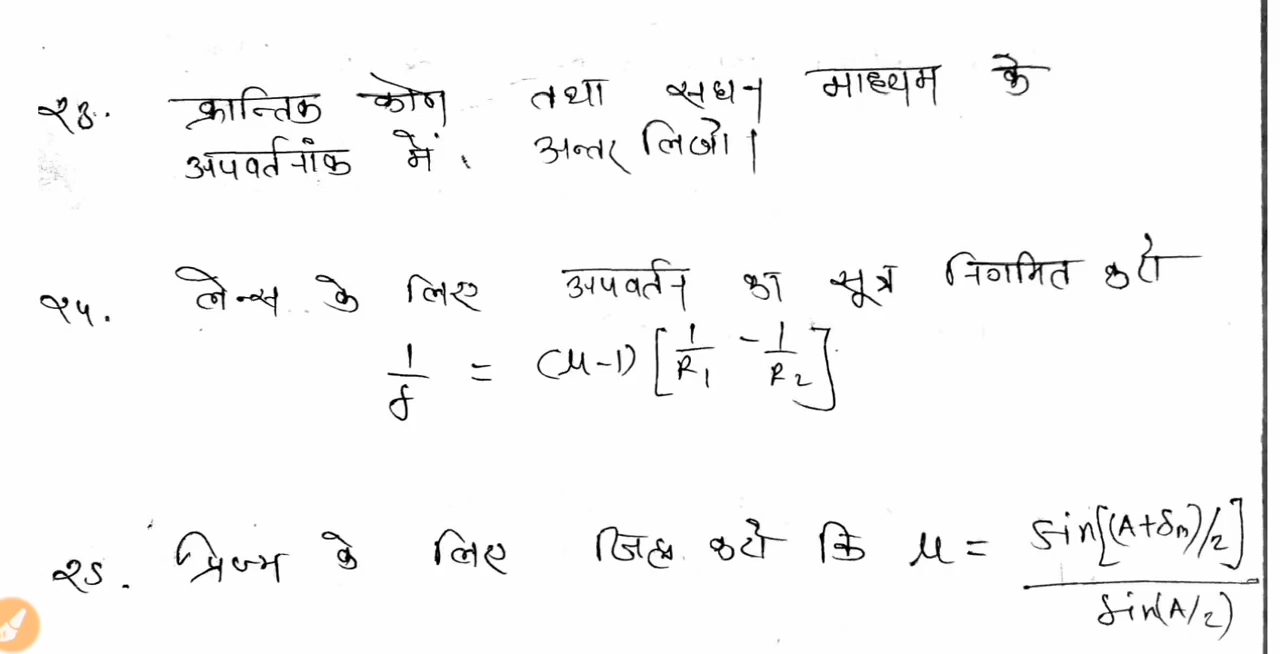 २४. क्रान्तिक कोण तथा सघन माध्यम के
अपवर्तनांक में अन्तर लिखो।
२५. लेन्स के लिए अपवर्तन का सूत्र निगमित करो
1/f = (μ-1) [1/R1 - 1/R2]
२६. प्रिज्म के लिए सिद्ध करो कि μ = sin[(A+δm)/2] / sin(A/2)